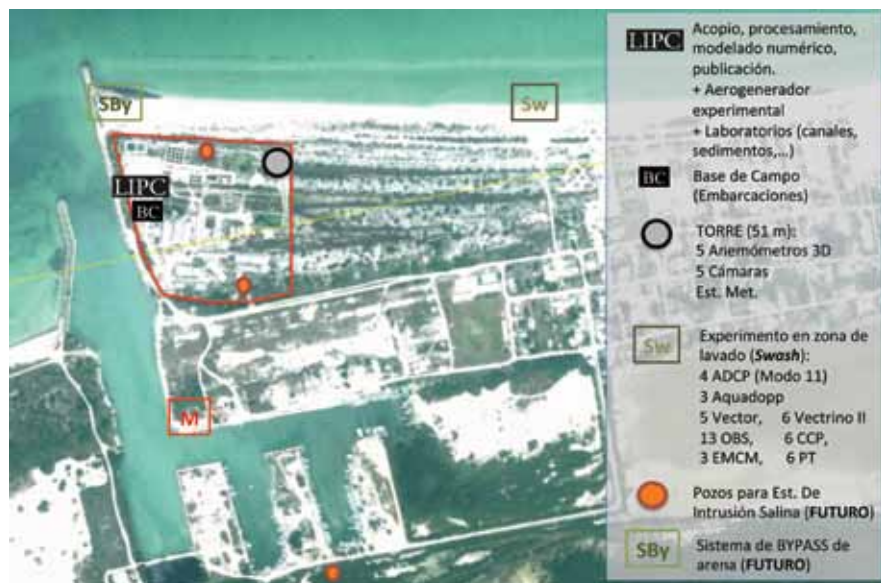 SBy
Sw
LIPC
BC
M
LIPC
Acopio, procesamiento,
modelado numérico,
publicación.
+ Aerogenerador
experimental
+ Laboratorios (canales,
sedimentos,...)
BC
Base de Campo
(Embarcaciones)
TORRE (51 m):
5 Anemómetros 3D
5 Cámaras
Est. Met.
Sw
Experimento en zona de
lavado (Swash):
4 ADCP (Modo 11)
3 Aquadopp
5 Vector, 6 Vectrino II
13 OBS, 6 CCP,
3 EMCM, 6 PT
Pozos para Est. De
Intrusión Salina (FUTURO)
SBy
Sistema de BYPASS de
arena (FUTURO)